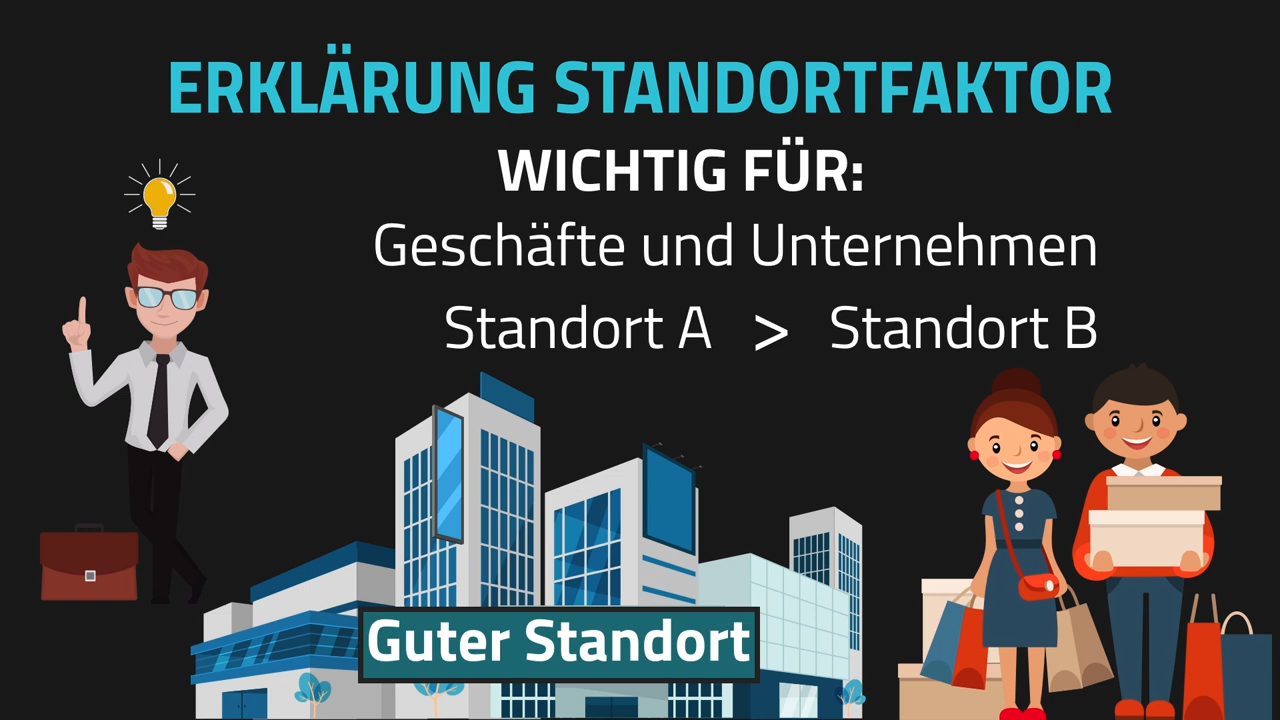 ERKLÄRUNG STANDORTFAKTOR
WICHTIG FÜR:
Geschäfte und Unternehmen
Standort A > Standort B
Guter Standort